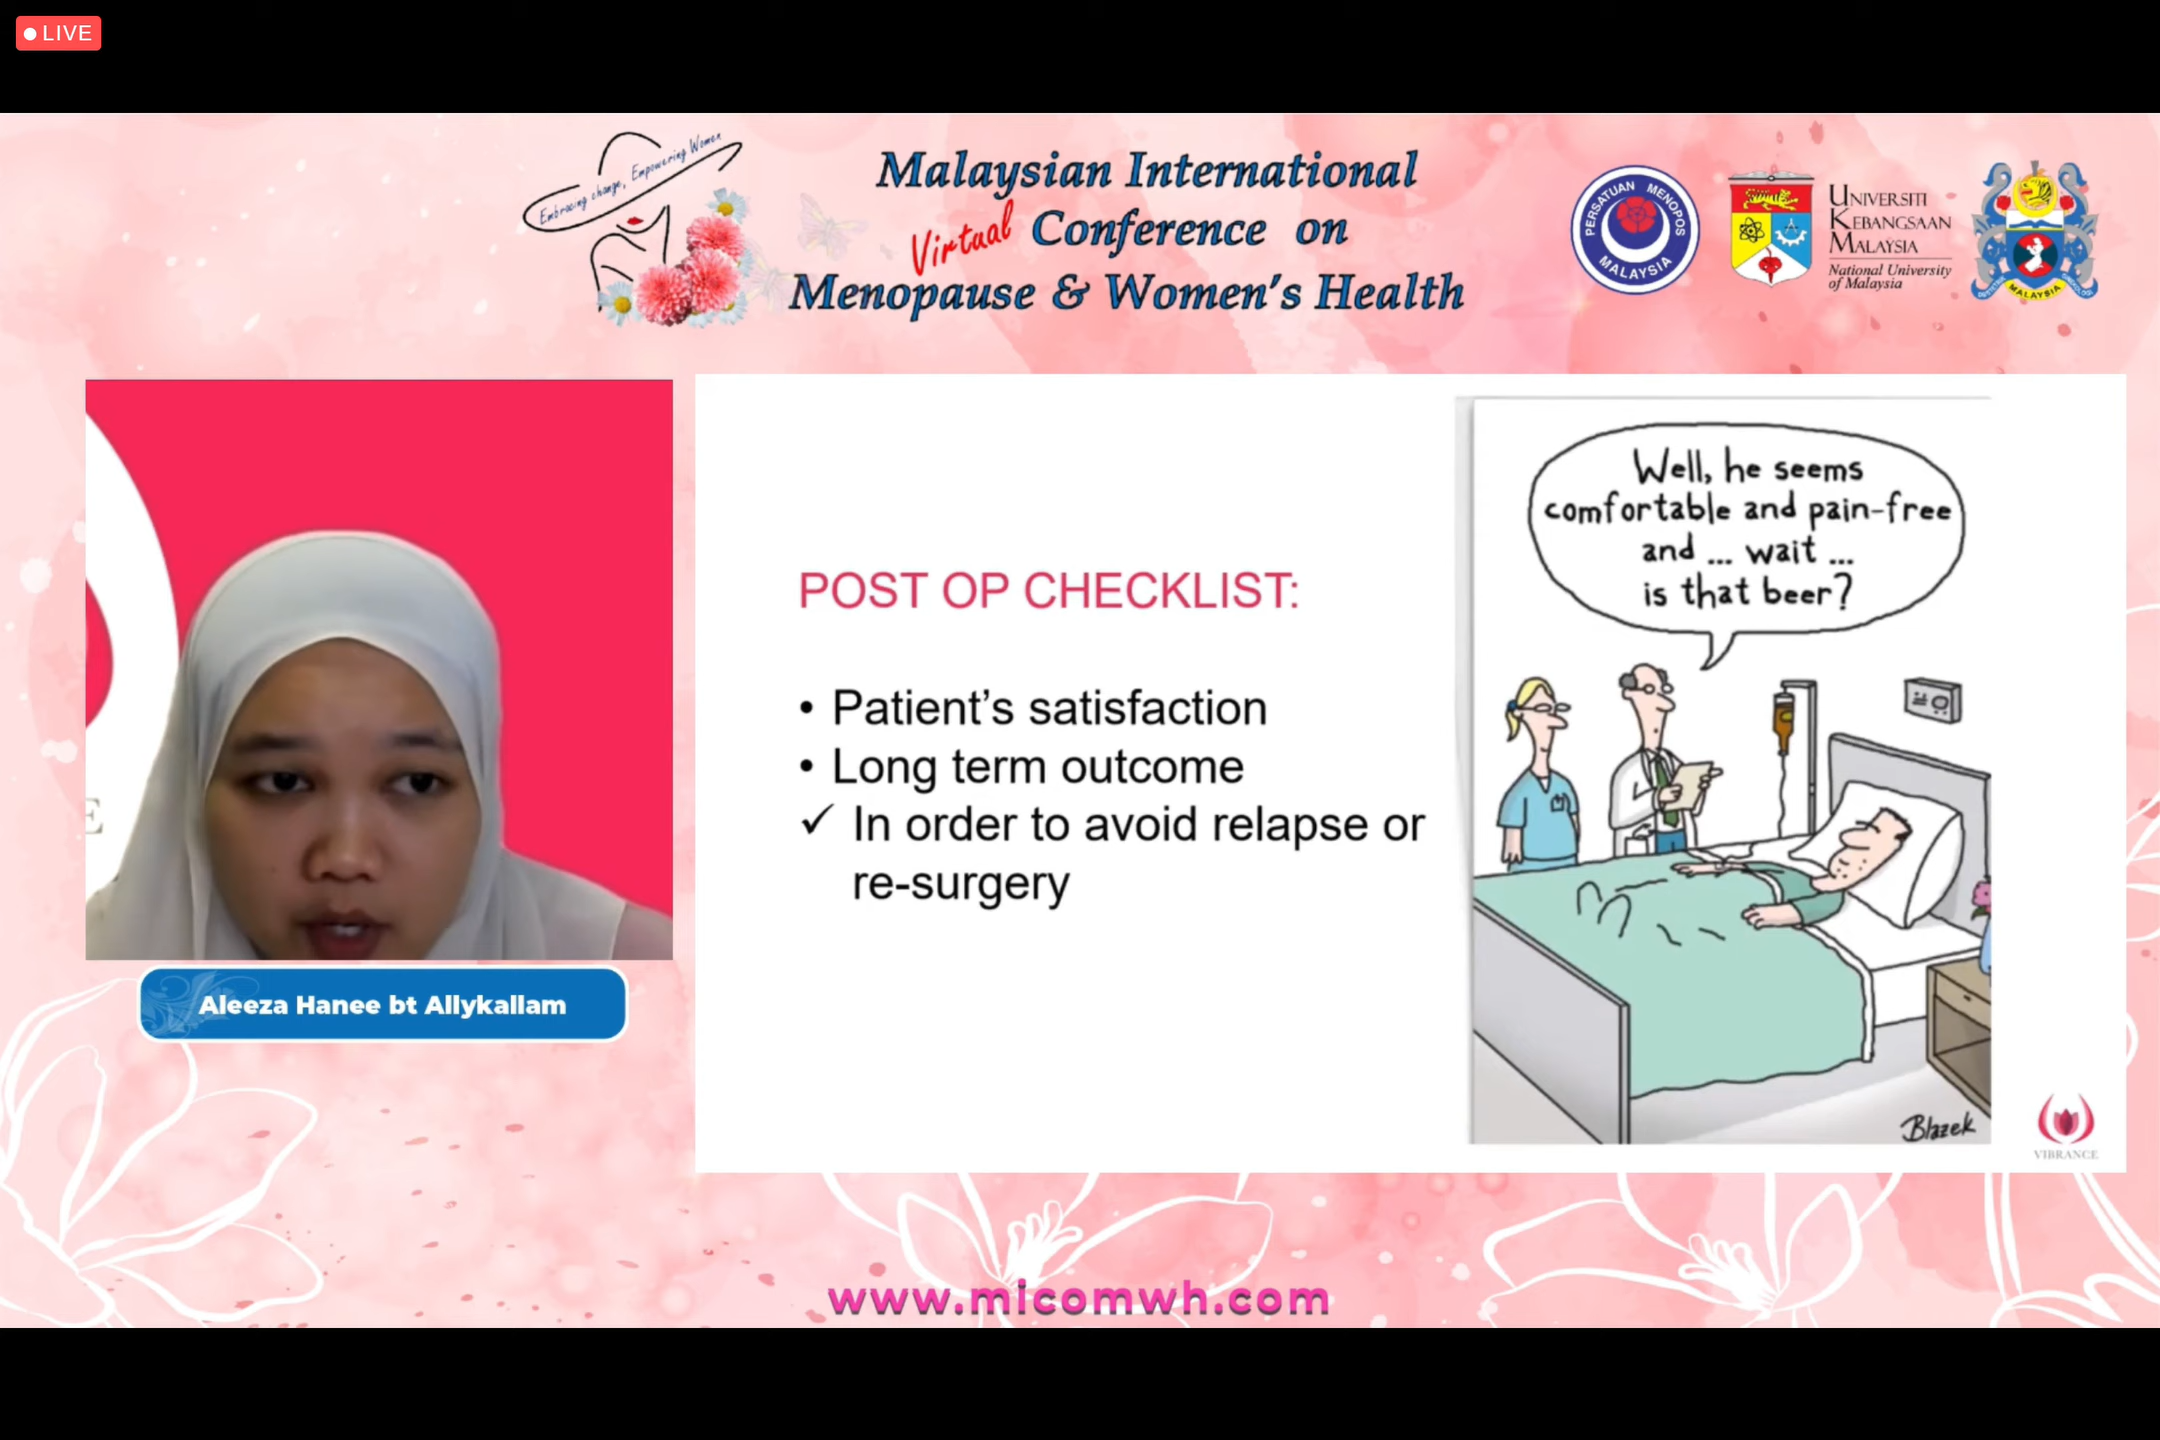 LIVE
Embracing change, Empowering Women
Malaysian International
Virtual Conference on
Menopause & Women's Health
PERSATUAN MENOPOS
MALAYSIA
UNIVERSITI
KEBANGSAAN
MALAYSIA
National University
of Malaysia
MALAYSIA
E
Aleeza Hanee bt Allykallam
POST OP CHECKLIST:
• Patient’s satisfaction
• Long term outcome
✓ In order to avoid relapse or
re-surgery
Well, he seems
comfortable and pain-free
and ... wait ...
is that beer?
Blazek
VIBRANCE
www.micomwh.com